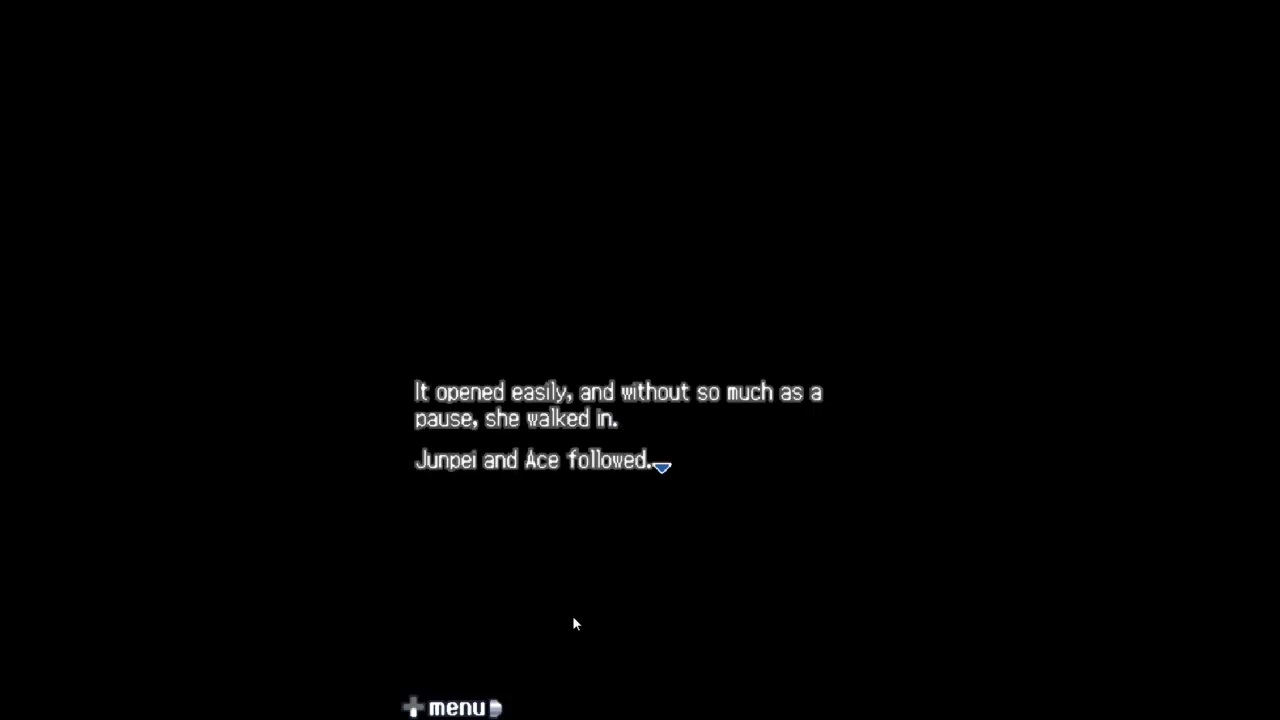 It opened easily, and without so much as a
pause, she walked in.
Junpei and Ace followed.
menu